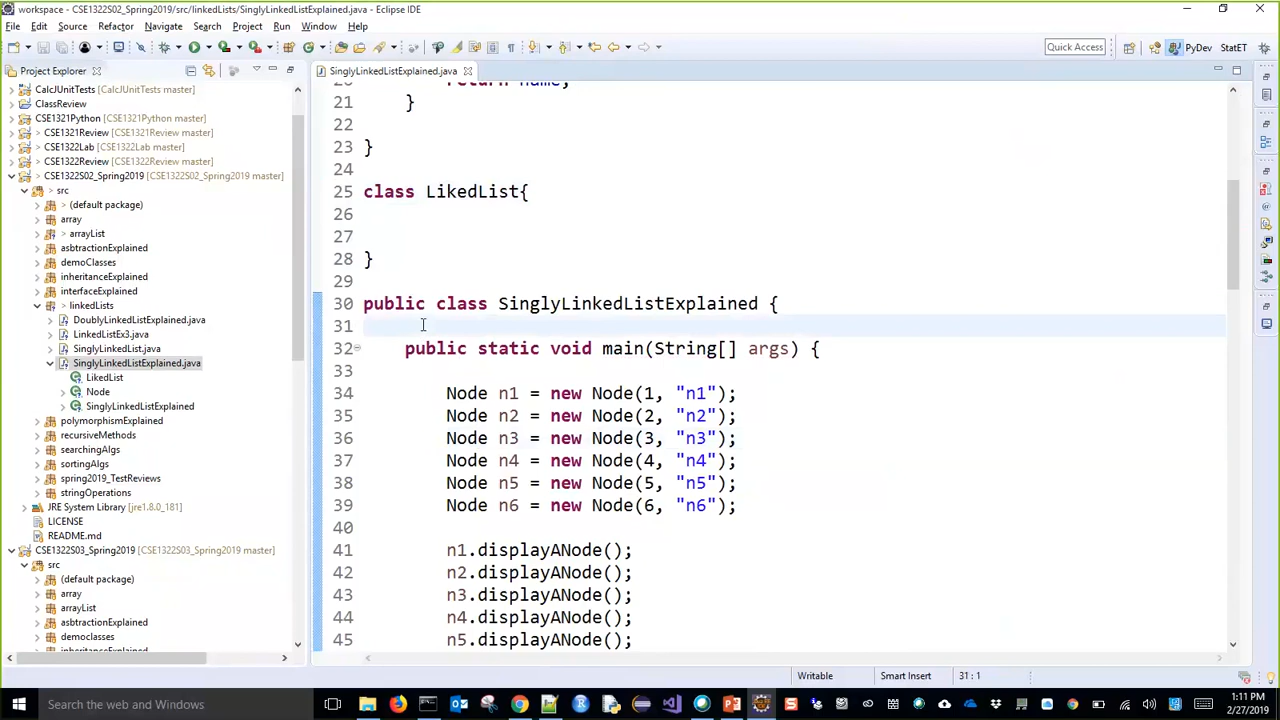 workspace - CSE1322S02_Spring2019/src/linkedLists/SinglyLinkedListExplained.java - Eclipse IDE
File Edit Source Refactor Navigate Search Project Run Window Help
Quick Access
PyDev
StatET
Project Explorer
CalcJUnitTests [CalcJUnitTests master]
ClassReview
CSE1321Python [CSE1321Python master]
> CSE1321Review [CSE1321Review master]
> CSE1322Lab [CSE1322Lab master]
> CSE1322Review [CSE1322Review master]
> CSE1322S02_Spring2019 [CSE1322S02_Spring2019 master]
> src
> (default package)
array
> arrayList
asbtractionExplained
demoClasses
inheritanceExplained
interfaceExplained
> linkedLists
DoublyLinkedListExplained.java
LinkedListEx3.java
SinglyLinkedList.java
SinglyLinkedListExplained.java
LikedList
Node
SinglyLinkedListExplained
polymorphismExplained
recursiveMethods
searchingAlgs
sortingAlgs
spring2019_TestReviews
stringOperations
JRE System Library [jre1.8.0_181]
LICENSE
README.md
CSE1322S03_Spring2019 [CSE1322S03_Spring2019 master]
src
(default package)
array
arrayList
asbtractionExplained
democlasses
inheritanceExplained
SinglyLinkedListExplained.java
20 return name;
21 }
22
23 }
24
25 class LikedList{
26
27
28 }
29
30 public class SinglyLinkedListExplained {
31
32 public static void main(String[] args) {
33
34 Node n1 = new Node(1, "n1");
35 Node n2 = new Node(2, "n2");
36 Node n3 = new Node(3, "n3");
37 Node n4 = new Node(4, "n4");
38 Node n5 = new Node(5, "n5");
39 Node n6 = new Node(6, "n6");
40
41 n1.displayANode();
42 n2.displayANode();
43 n3.displayANode();
44 n4.displayANode();
45 n5.displayANode();
Writable
Smart Insert
31 : 1
Search the web and Windows
1:11 PM
2/27/2019